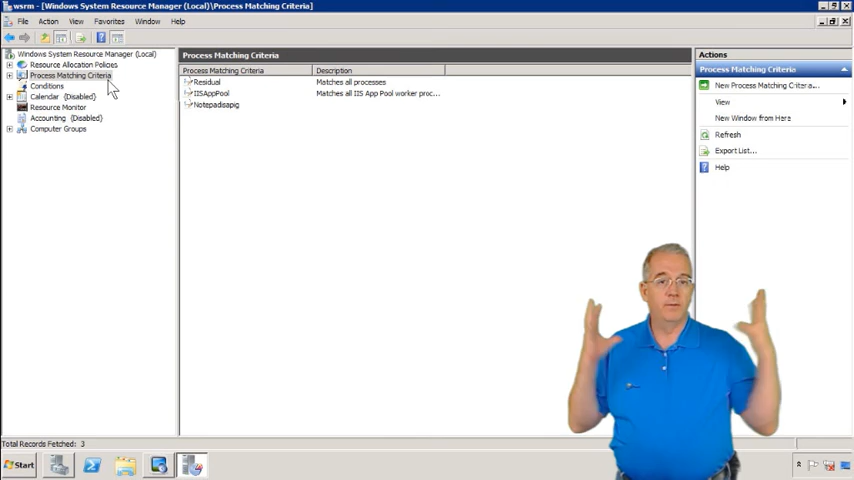 wsrm - [Windows System Resource Manager (Local)\Process Matching Criteria]
File Action View Favorites Window Help
Windows System Resource Manager (Local)
Resource Allocation Policies
Process Matching Criteria
Conditions
Calendar (Disabled)
Resource Monitor
Accounting (Disabled)
Computer Groups
Process Matching Criteria
Process Matching Criteria Description
Residual Matches all processes
IISAppPool Matches all IIS App Pool worker proc...
Notepadisapig
Actions
Process Matching Criteria
New Process Matching Criteria...
View
New Window from Here
Refresh
Export List...
Help
Total Records Fetched: 3
Start